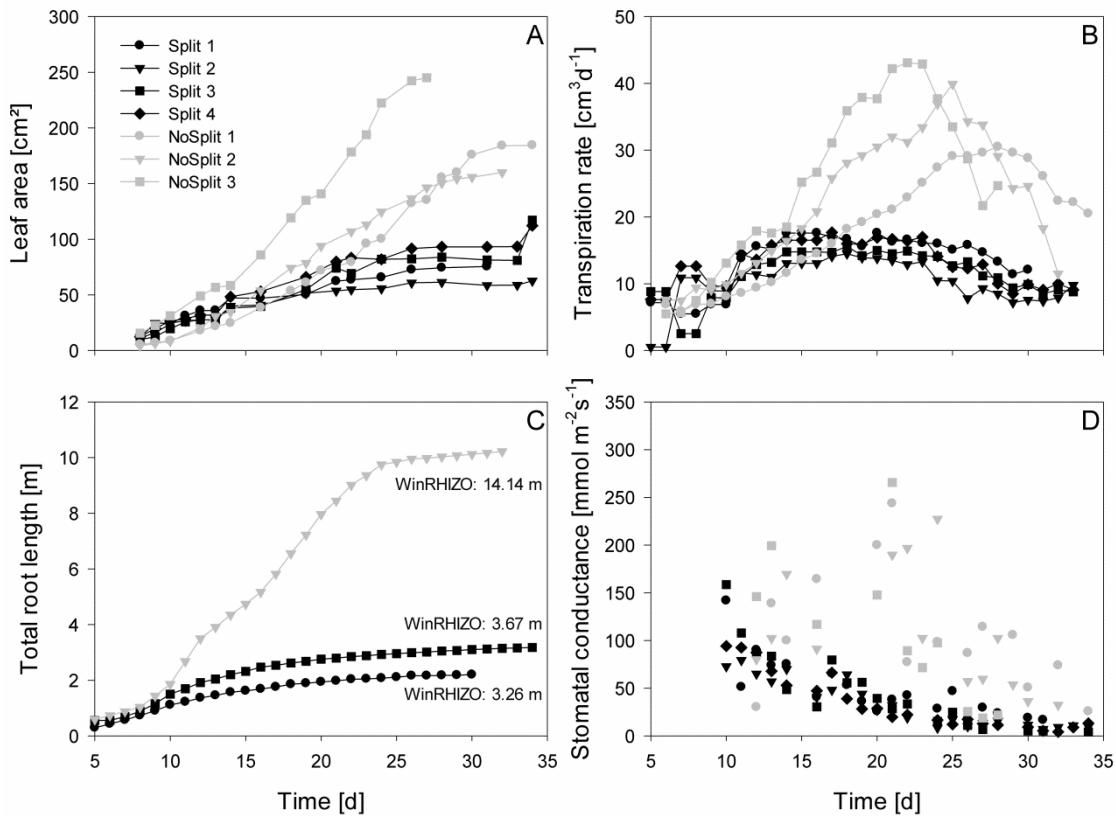 A
Leaf area [cm²]
300
250
200
150
100
50
0
Split 1
Split 2
Split 3
Split 4
NoSplit 1
NoSplit 2
NoSplit 3
B
Transpiration rate [cm³d⁻¹]
50
40
30
20
10
0
C
Total root length [m]
12
10
8
6
4
2
0
WinRHIZO: 14.14 m
WinRHIZO: 3.67 m
WinRHIZO: 3.26 m
5 10 15 20 25 30 35
Time [d]
D
Stomatal conductance [mmol m⁻²s⁻¹]
350
300
250
200
150
100
50
0
5 10 15 20 25 30 35
Time [d]